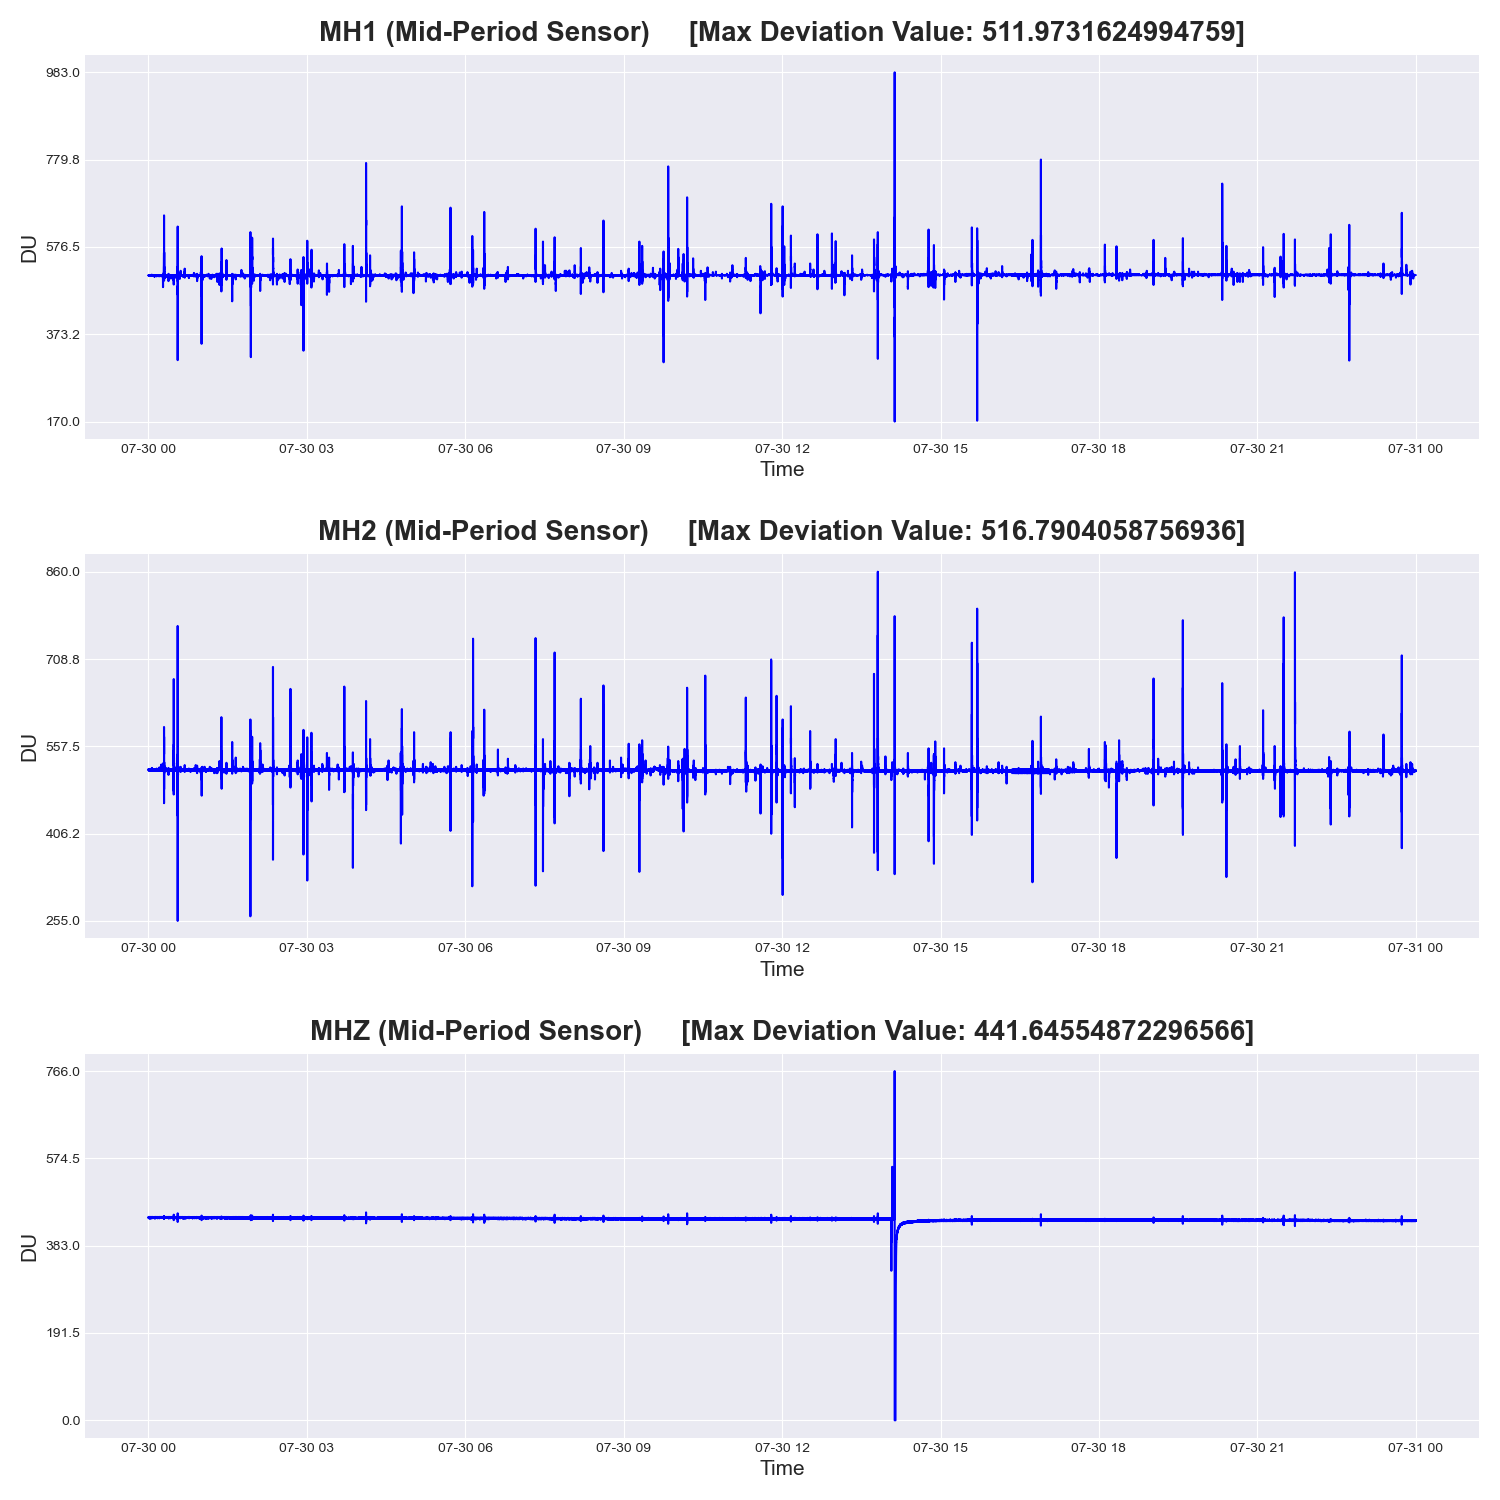 MH1 (Mid-Period Sensor) [Max Deviation Value: 511.9731624994759]
983.0
779.8
576.5
373.2
170.0
DU
07-30 00 07-30 03 07-30 06 07-30 09 07-30 12 07-30 15 07-30 18 07-30 21 07-31 00
Time
MH2 (Mid-Period Sensor) [Max Deviation Value: 516.7904058756936]
860.0
708.8
557.5
406.2
255.0
DU
07-30 00 07-30 03 07-30 06 07-30 09 07-30 12 07-30 15 07-30 18 07-30 21 07-31 00
Time
MHZ (Mid-Period Sensor) [Max Deviation Value: 441.64554872296566]
766.0
574.5
383.0
191.5
0.0
DU
07-30 00 07-30 03 07-30 06 07-30 09 07-30 12 07-30 15 07-30 18 07-30 21 07-31 00
Time